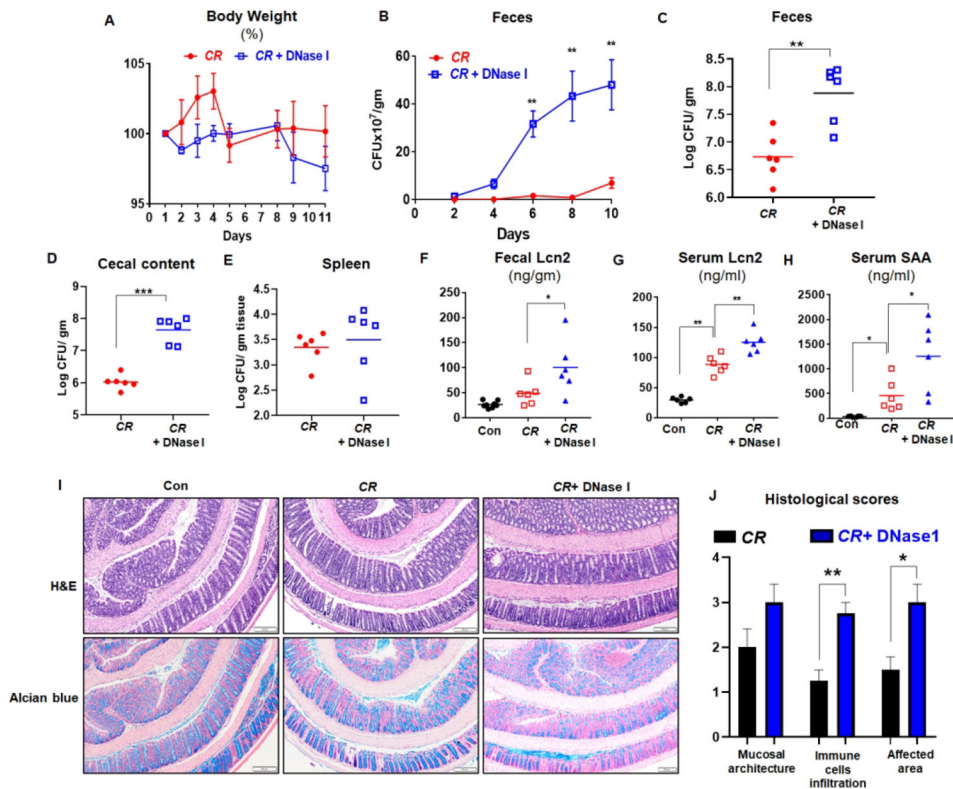 A
Body Weight
(%)
CR
CR + DNase I
105
100
95
0 1 2 3 4 5 6 7 8 9 10 11
Days
B
Feces
CR
CR + DNase I
CFU:x10⁷/gm
60
40
20
0
**
**
**
0 2 4 6 8 10
Days
C
Feces
Log CFU/ gm
8.5
8.0
7.5
7.0
6.5
6.0
**
CR
CR
+ DNase I
D
Cecal content
Log CFU/ gm
9
8
7
6
5
***
CR
CR
+ DNase I
E
Spleen
Log CFU/ gm tissue
4.5
4.0
3.5
3.0
2.5
2.0
CR
CR
+ DNase I
F
Fecal Lcn2
(ng/gm)
250
200
150
100
50
0
*
Con
CR
CR
+ DNase I
G
Serum Lcn2
(ng/ml)
200
150
100
50
0
**
**
Con
CR
CR
+ DNase I
H
Serum SAA
(ng/ml)
2500
2000
1500
1000
500
0
*
*
Con
CR
CR
+ DNase I
I
Con
CR
CR+ DNase I
H&E
Alcian blue
J
Histological scores
CR
CR+ DNase1
4
3
2
1
0
**
*
Mucosal
architecture
Immune
cells
infiltration
Affected
area